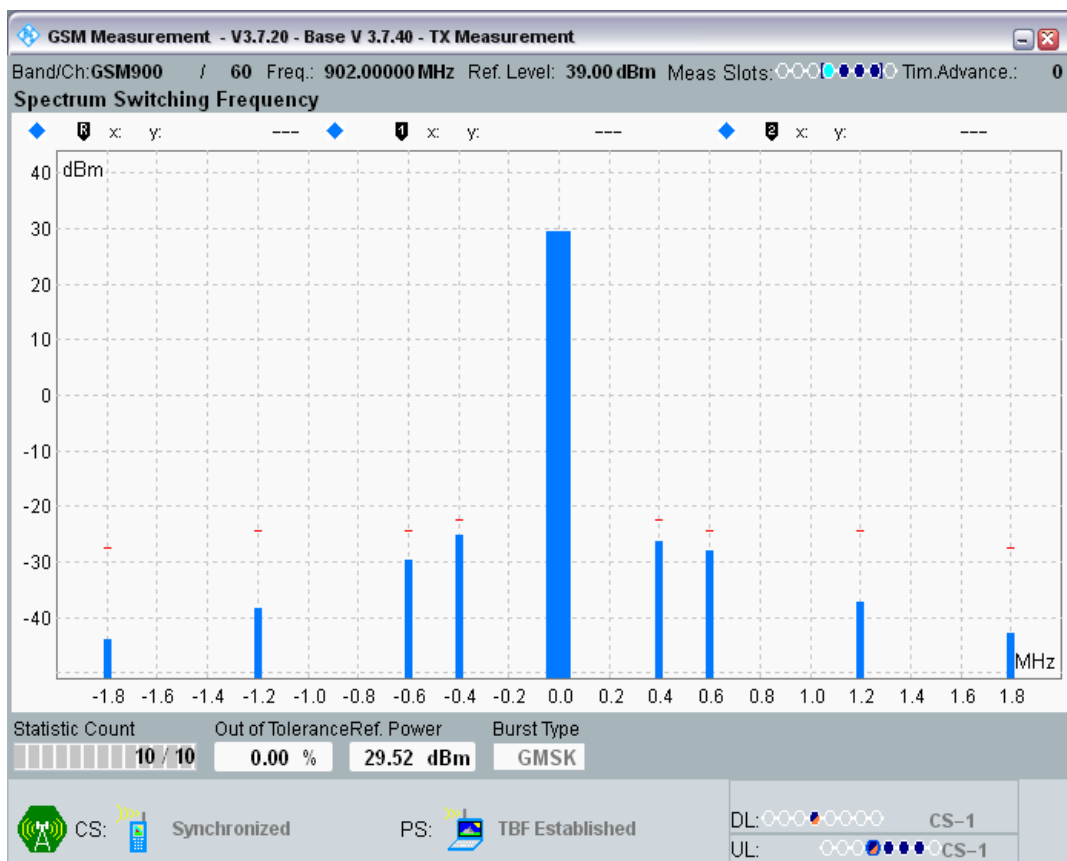 GSM Measurement - V3.7.20 - Base V 3.7.40 - TX Measurement
Band/Ch:GSM900 / 60 Freq.: 902.00000 MHz Ref. Level: 39.00 dBm Meas Slots: Tim.Advance.: 0
Spectrum Switching Frequency
R x: y: --- 1 x: y: --- 2 x: y: ---
dBm
40
30
20
10
0
-10
-20
-30
-40
MHz
-1.8 -1.6 -1.4 -1.2 -1.0 -0.8 -0.6 -0.4 -0.2 0.0 0.2 0.4 0.6 0.8 1.0 1.2 1.4 1.6 1.8
Statistic Count Out of Tolerance Ref. Power Burst Type
10 / 10 0.00 % 29.52 dBm GMSK
CS: Synchronized PS: TBF Established
DL: CS-1
UL: CS-1